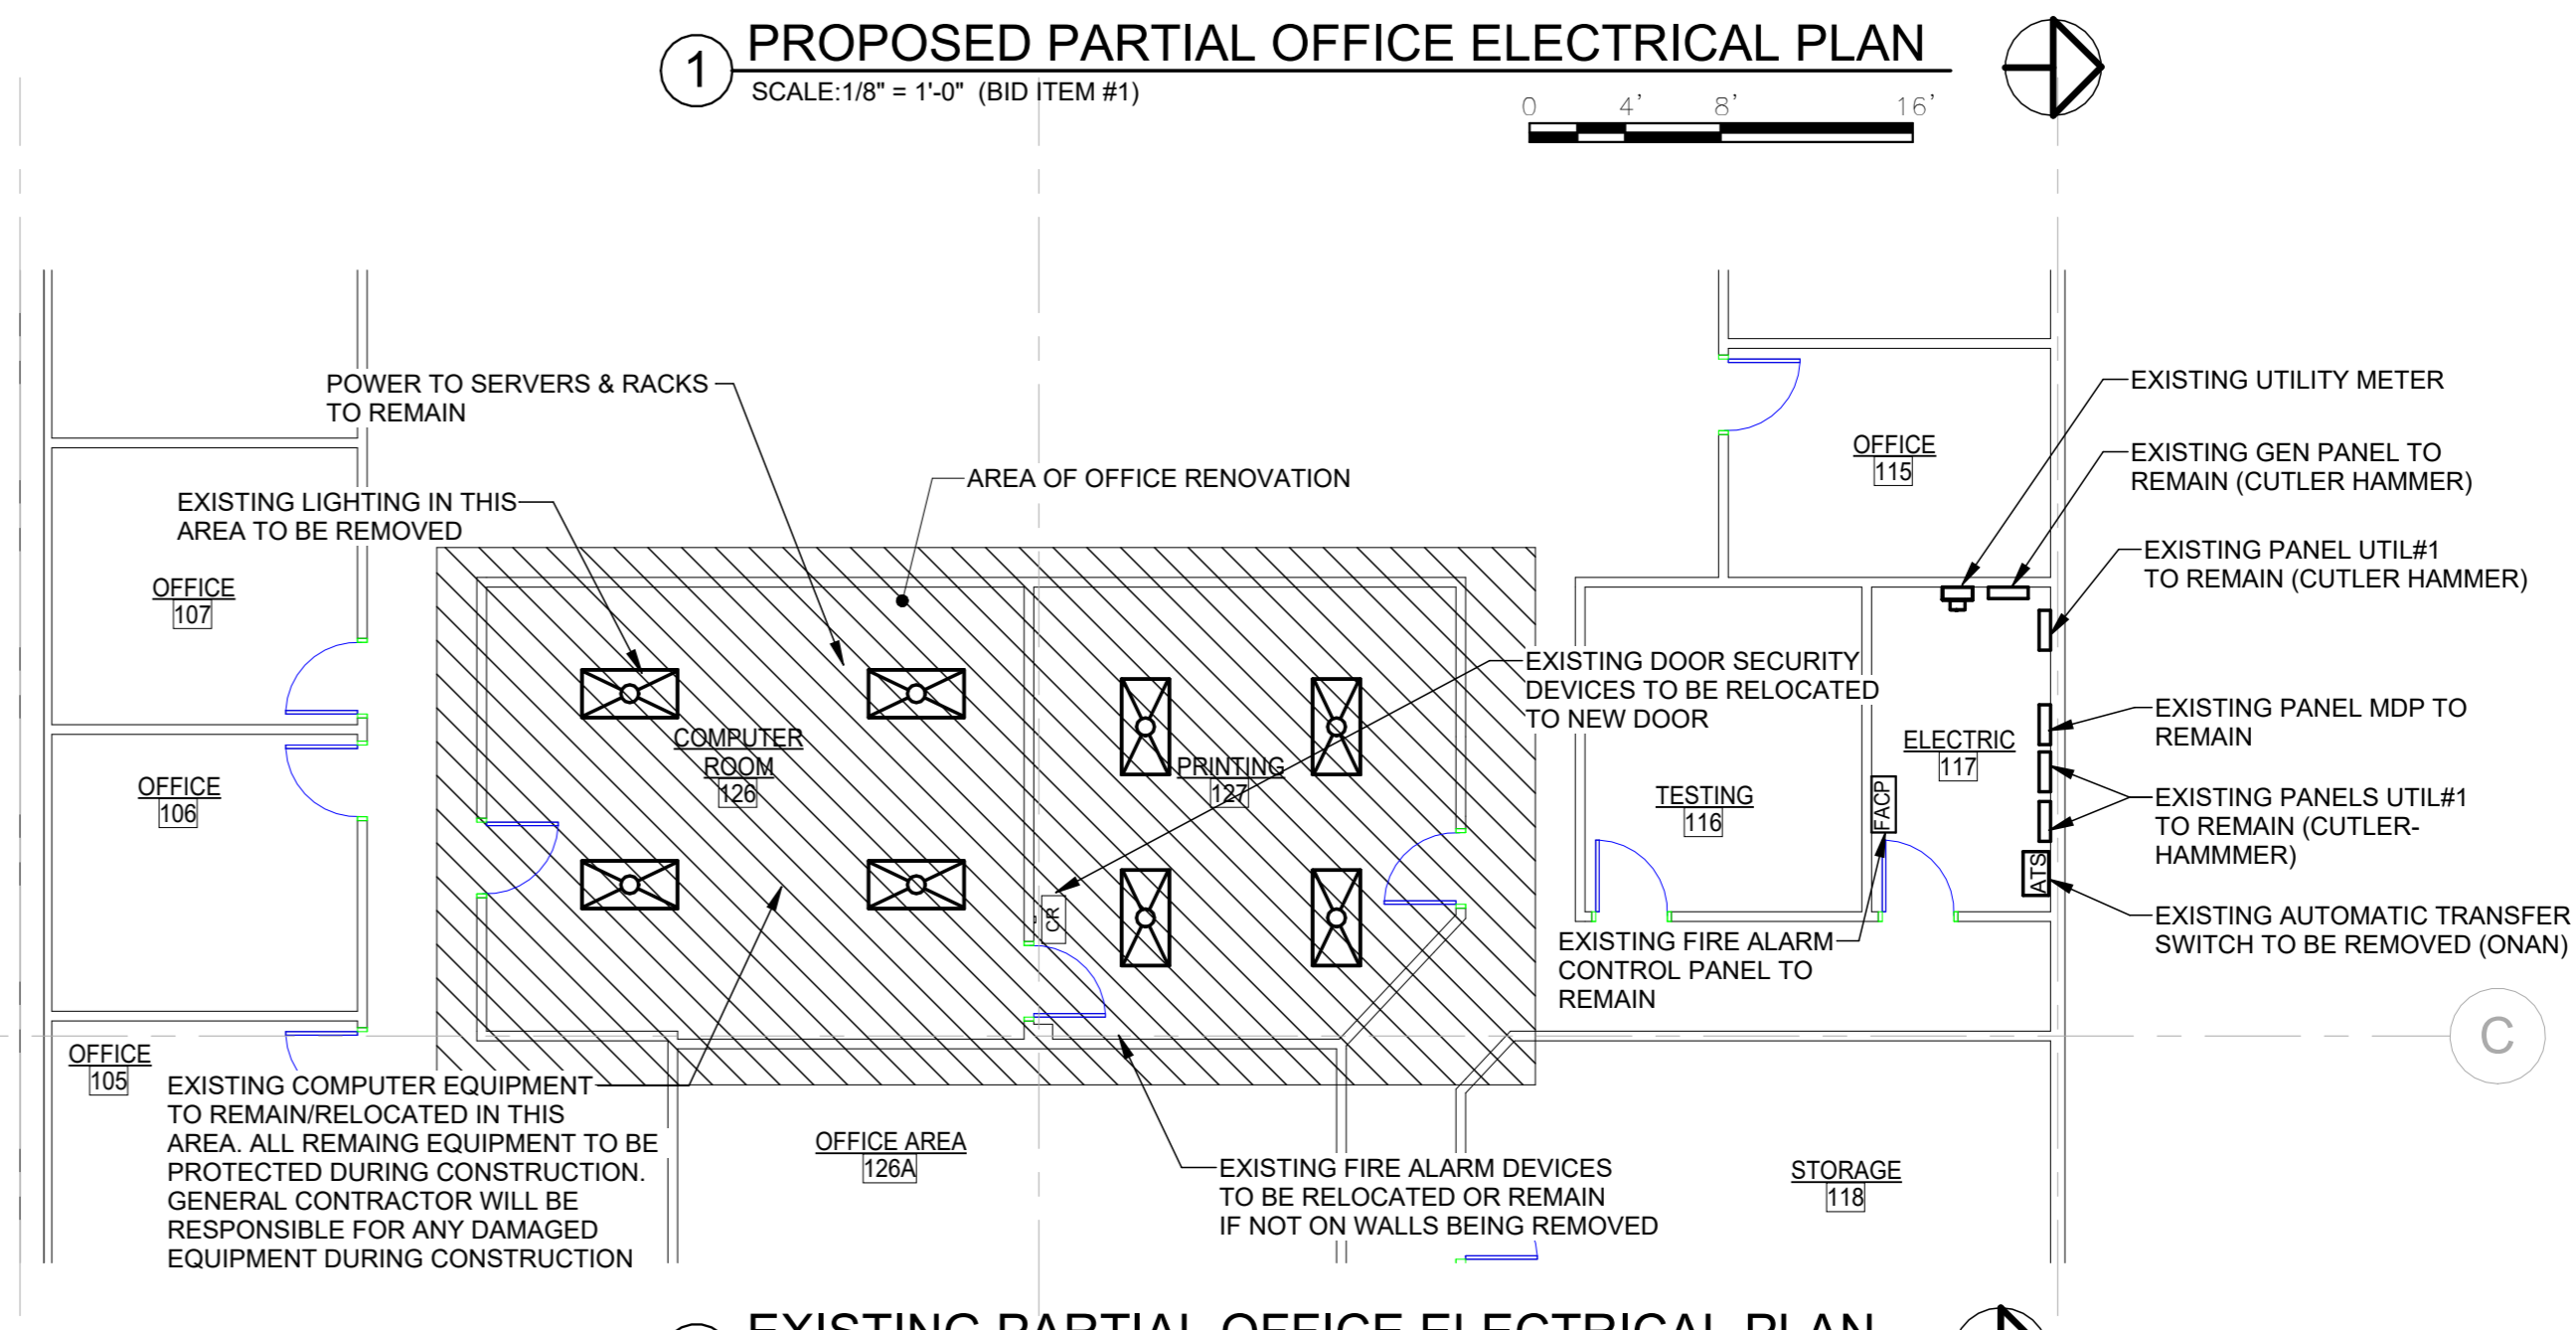 1
PROPOSED PARTIAL OFFICE ELECTRICAL PLAN
SCALE:1/8" = 1'-0" (BID ITEM #1)
0 4' 8' 16'
POWER TO SERVERS & RACKS
TO REMAIN
EXISTING LIGHTING IN THIS
AREA TO BE REMOVED
AREA OF OFFICE RENOVATION
OFFICE
107
OFFICE
106
OFFICE
105
COMPUTER
ROOM
126
PRINTING
127
CR
EXISTING DOOR SECURITY
DEVICES TO BE RELOCATED
TO NEW DOOR
OFFICE
115
TESTING
116
ELECTRIC
117
FACP
ATS
EXISTING UTILITY METER
EXISTING GEN PANEL TO
REMAIN (CUTLER HAMMER)
EXISTING PANEL UTIL#1
TO REMAIN (CUTLER HAMMER)
EXISTING PANEL MDP TO
REMAIN
EXISTING PANELS UTIL#1
TO REMAIN (CUTLER-
HAMMMER)
EXISTING AUTOMATIC TRANSFER
SWITCH TO BE REMOVED (ONAN)
EXISTING FIRE ALARM
CONTROL PANEL TO
REMAIN
C
EXISTING COMPUTER EQUIPMENT
TO REMAIN/RELOCATED IN THIS
AREA. ALL REMAING EQUIPMENT TO BE
PROTECTED DURING CONSTRUCTION.
GENERAL CONTRACTOR WILL BE
RESPONSIBLE FOR ANY DAMAGED
EQUIPMENT DURING CONSTRUCTION
OFFICE AREA
126A
EXISTING FIRE ALARM DEVICES
TO BE RELOCATED OR REMAIN
IF NOT ON WALLS BEING REMOVED
STORAGE
118
EXISTING PARTIAL OFFICE ELECTRICAL PLAN